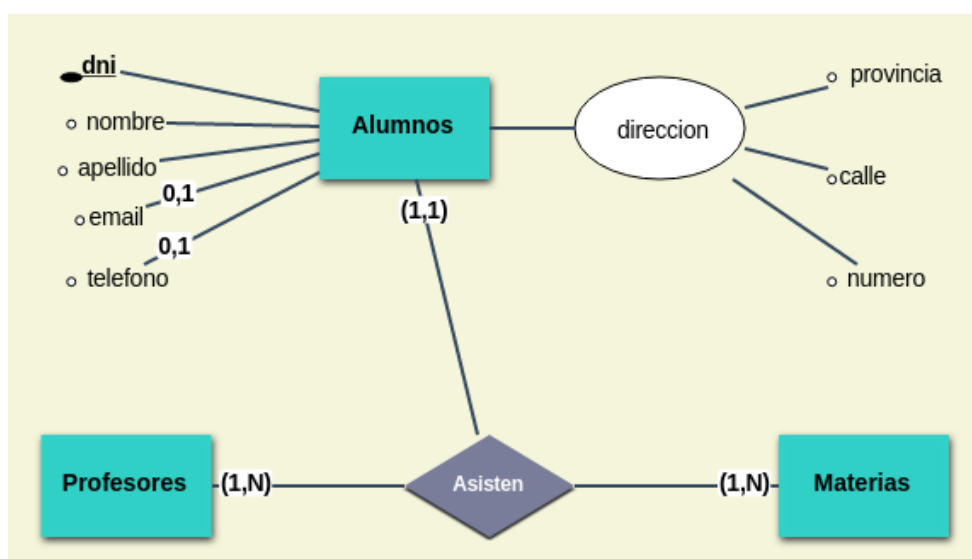 dni
nombre
apellido
0,1
email
0,1
telefono
Alumnos
direccion
provincia
calle
numero
(1,1)
Profesores
(1,N)
Asisten
(1,N)
Materias